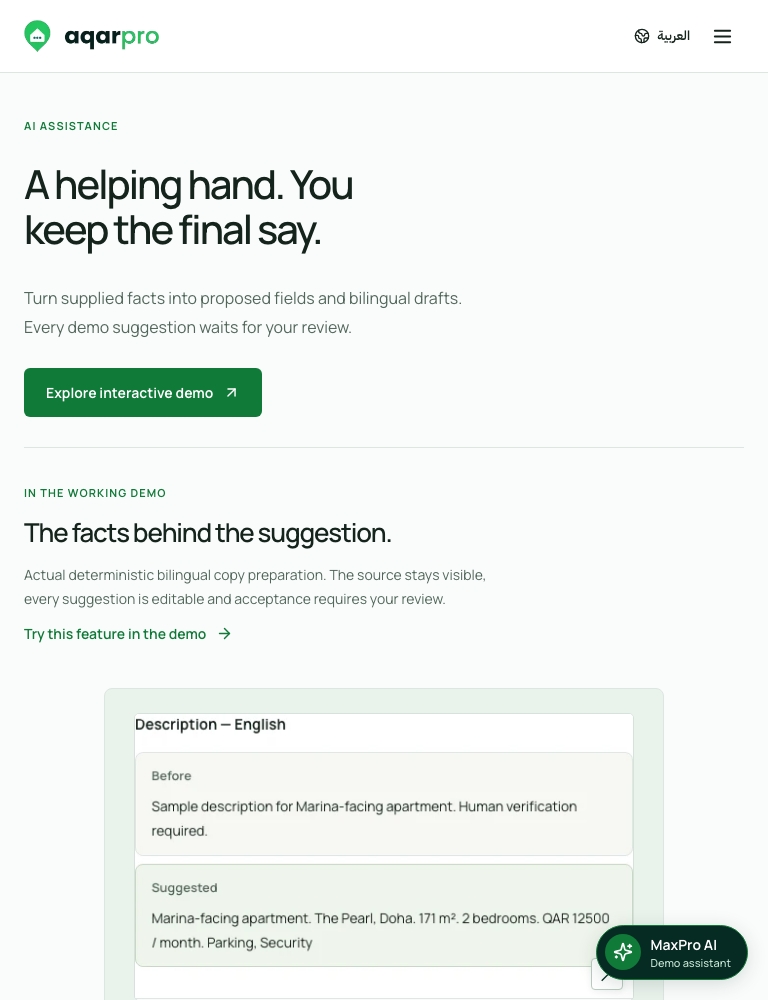 aqarpro
العربية
AI ASSISTANCE
A helping hand. You
keep the final say.
Turn supplied facts into proposed fields and bilingual drafts.
Every demo suggestion waits for your review.
Explore interactive demo
IN THE WORKING DEMO
The facts behind the suggestion.
Actual deterministic bilingual copy preparation. The source stays visible,
every suggestion is editable and acceptance requires your review.
Try this feature in the demo
Description — English
Before
Sample description for Marina-facing apartment. Human verification
required.
Suggested
Marina-facing apartment. The Pearl, Doha. 171 m². 2 bedrooms. QAR 12500
/ month. Parking, Security
MaxPro AI
Demo assistant